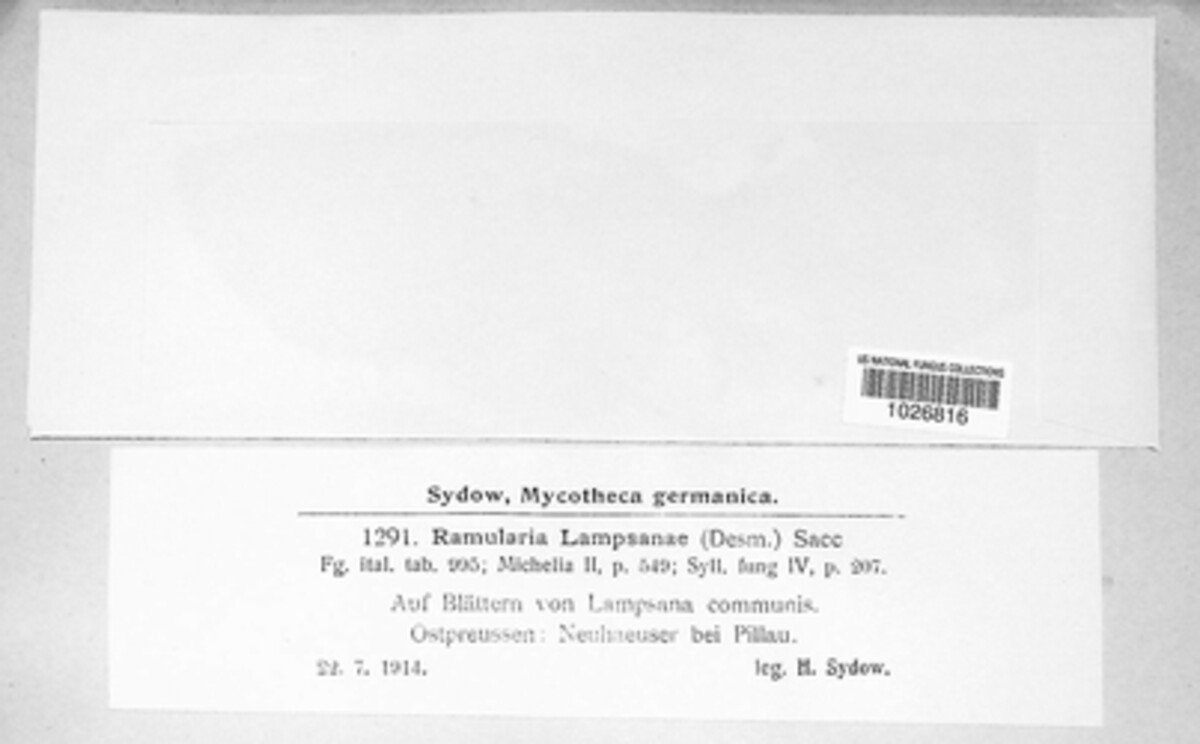 US NATIONAL FUNGUS COLLECTIONS
1026816
Sydow, Mycotheca germanica.
1291. Ramularia Lampsanae (Desm.) Sacc
Fg. ital. tab. 995; Michelia II, p. 549; Syll. fung IV, p. 207.
Auf Blättern von Lampsana communis.
Ostpreussen: Neuhaeuser bei Pillau.
22. 7. 1914. leg. H. Sydow.